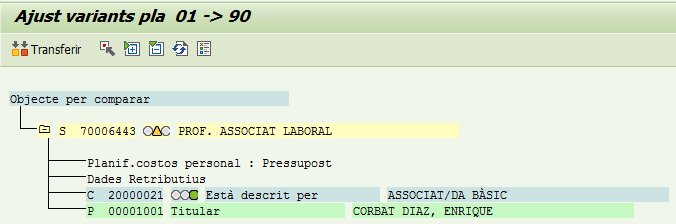 Ajust variants pla 01 -> 90
Transferir
Objecte per comparar
S 70006443 PROF. ASSOCIAT LABORAL
Planif.costos personal : Pressupost
Dades Retributius
C 20000021 Està descrit per ASSOCIAT/DA BÀSIC
P 00001001 Titular CORBAT DIAZ, ENRIQUE